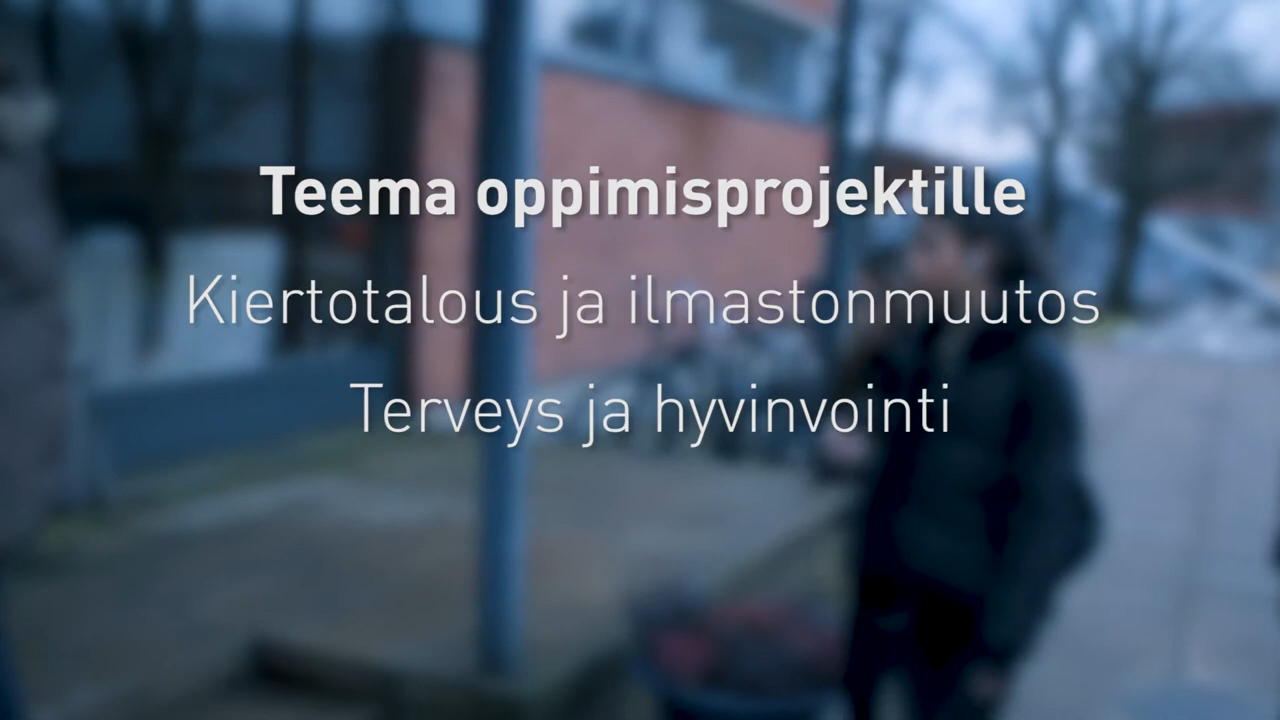 Teema oppimisprojektille
Kiertotalous ja ilmastonmuutos
Terveys ja hyvinvointi